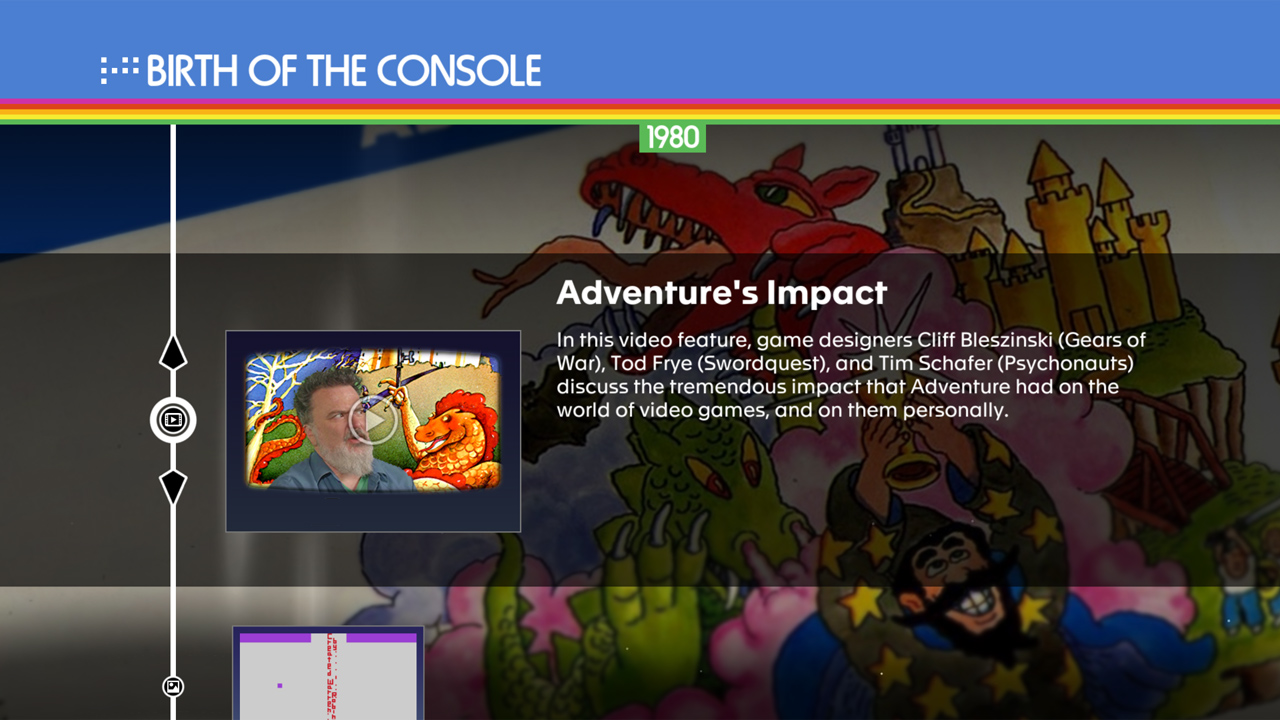 BIRTH OF THE CONSOLE
1980
Adventure's Impact
In this video feature, game designers Cliff Bleszinski (Gears of
War), Tod Frye (Swordquest), and Tim Schafer (Psychonauts)
discuss the tremendous impact that Adventure had on the
world of video games, and on them personally.